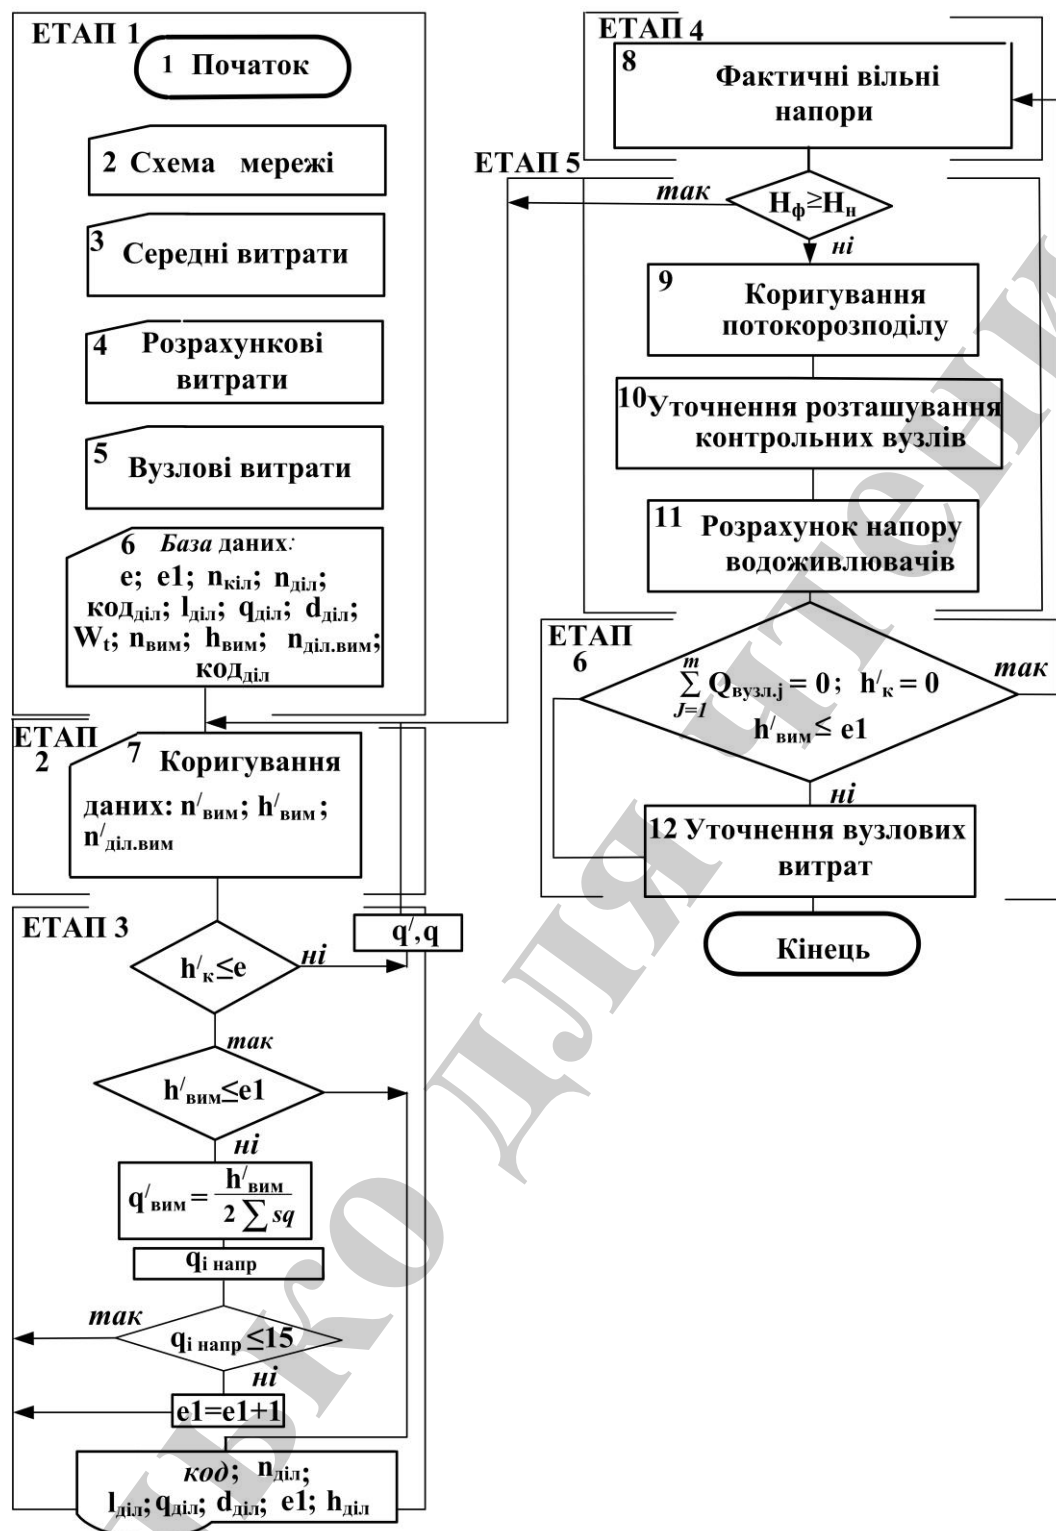 ЕТАП 1
1 Початок
2 Схема мережі
3 Середні витрати
4 Розрахункові
витрати
5 Вузлові витрати
6 База даних:
e; e1; nкіл; nділ;
кодділ; lділ; qділ; dділ;
Wt; nвим; hвим; nділ.вим;
кодділ
ЕТАП
2
7 Коригування
даних: n/вим; h/вим;
n/діл.вим
ЕТАП 3
q/,q
h/к≤e
ні
так
h/вим≤e1
ні
q/вим = h/вим / 2 ∑ sq
qі напр
так
qі напр ≤15
ні
e1=e1+1
код; nділ;
lділ; qділ; dділ; e1; hділ
ЕТАП 4
8 Фактичні вільні
напори
ЕТАП 5
так
Hф≥Hн
ні
9 Коригування
потокорозподілу
10 Уточнення розташування
контрольних вузлів
11 Розрахунок напору
водоживлювачів
ЕТАП
6
так
m ∑ J=1 Qвузл.j = 0; h/к = 0
h/вим ≤ e1
ні
12 Уточнення вузлових
витрат
Кінець
ько для чтени